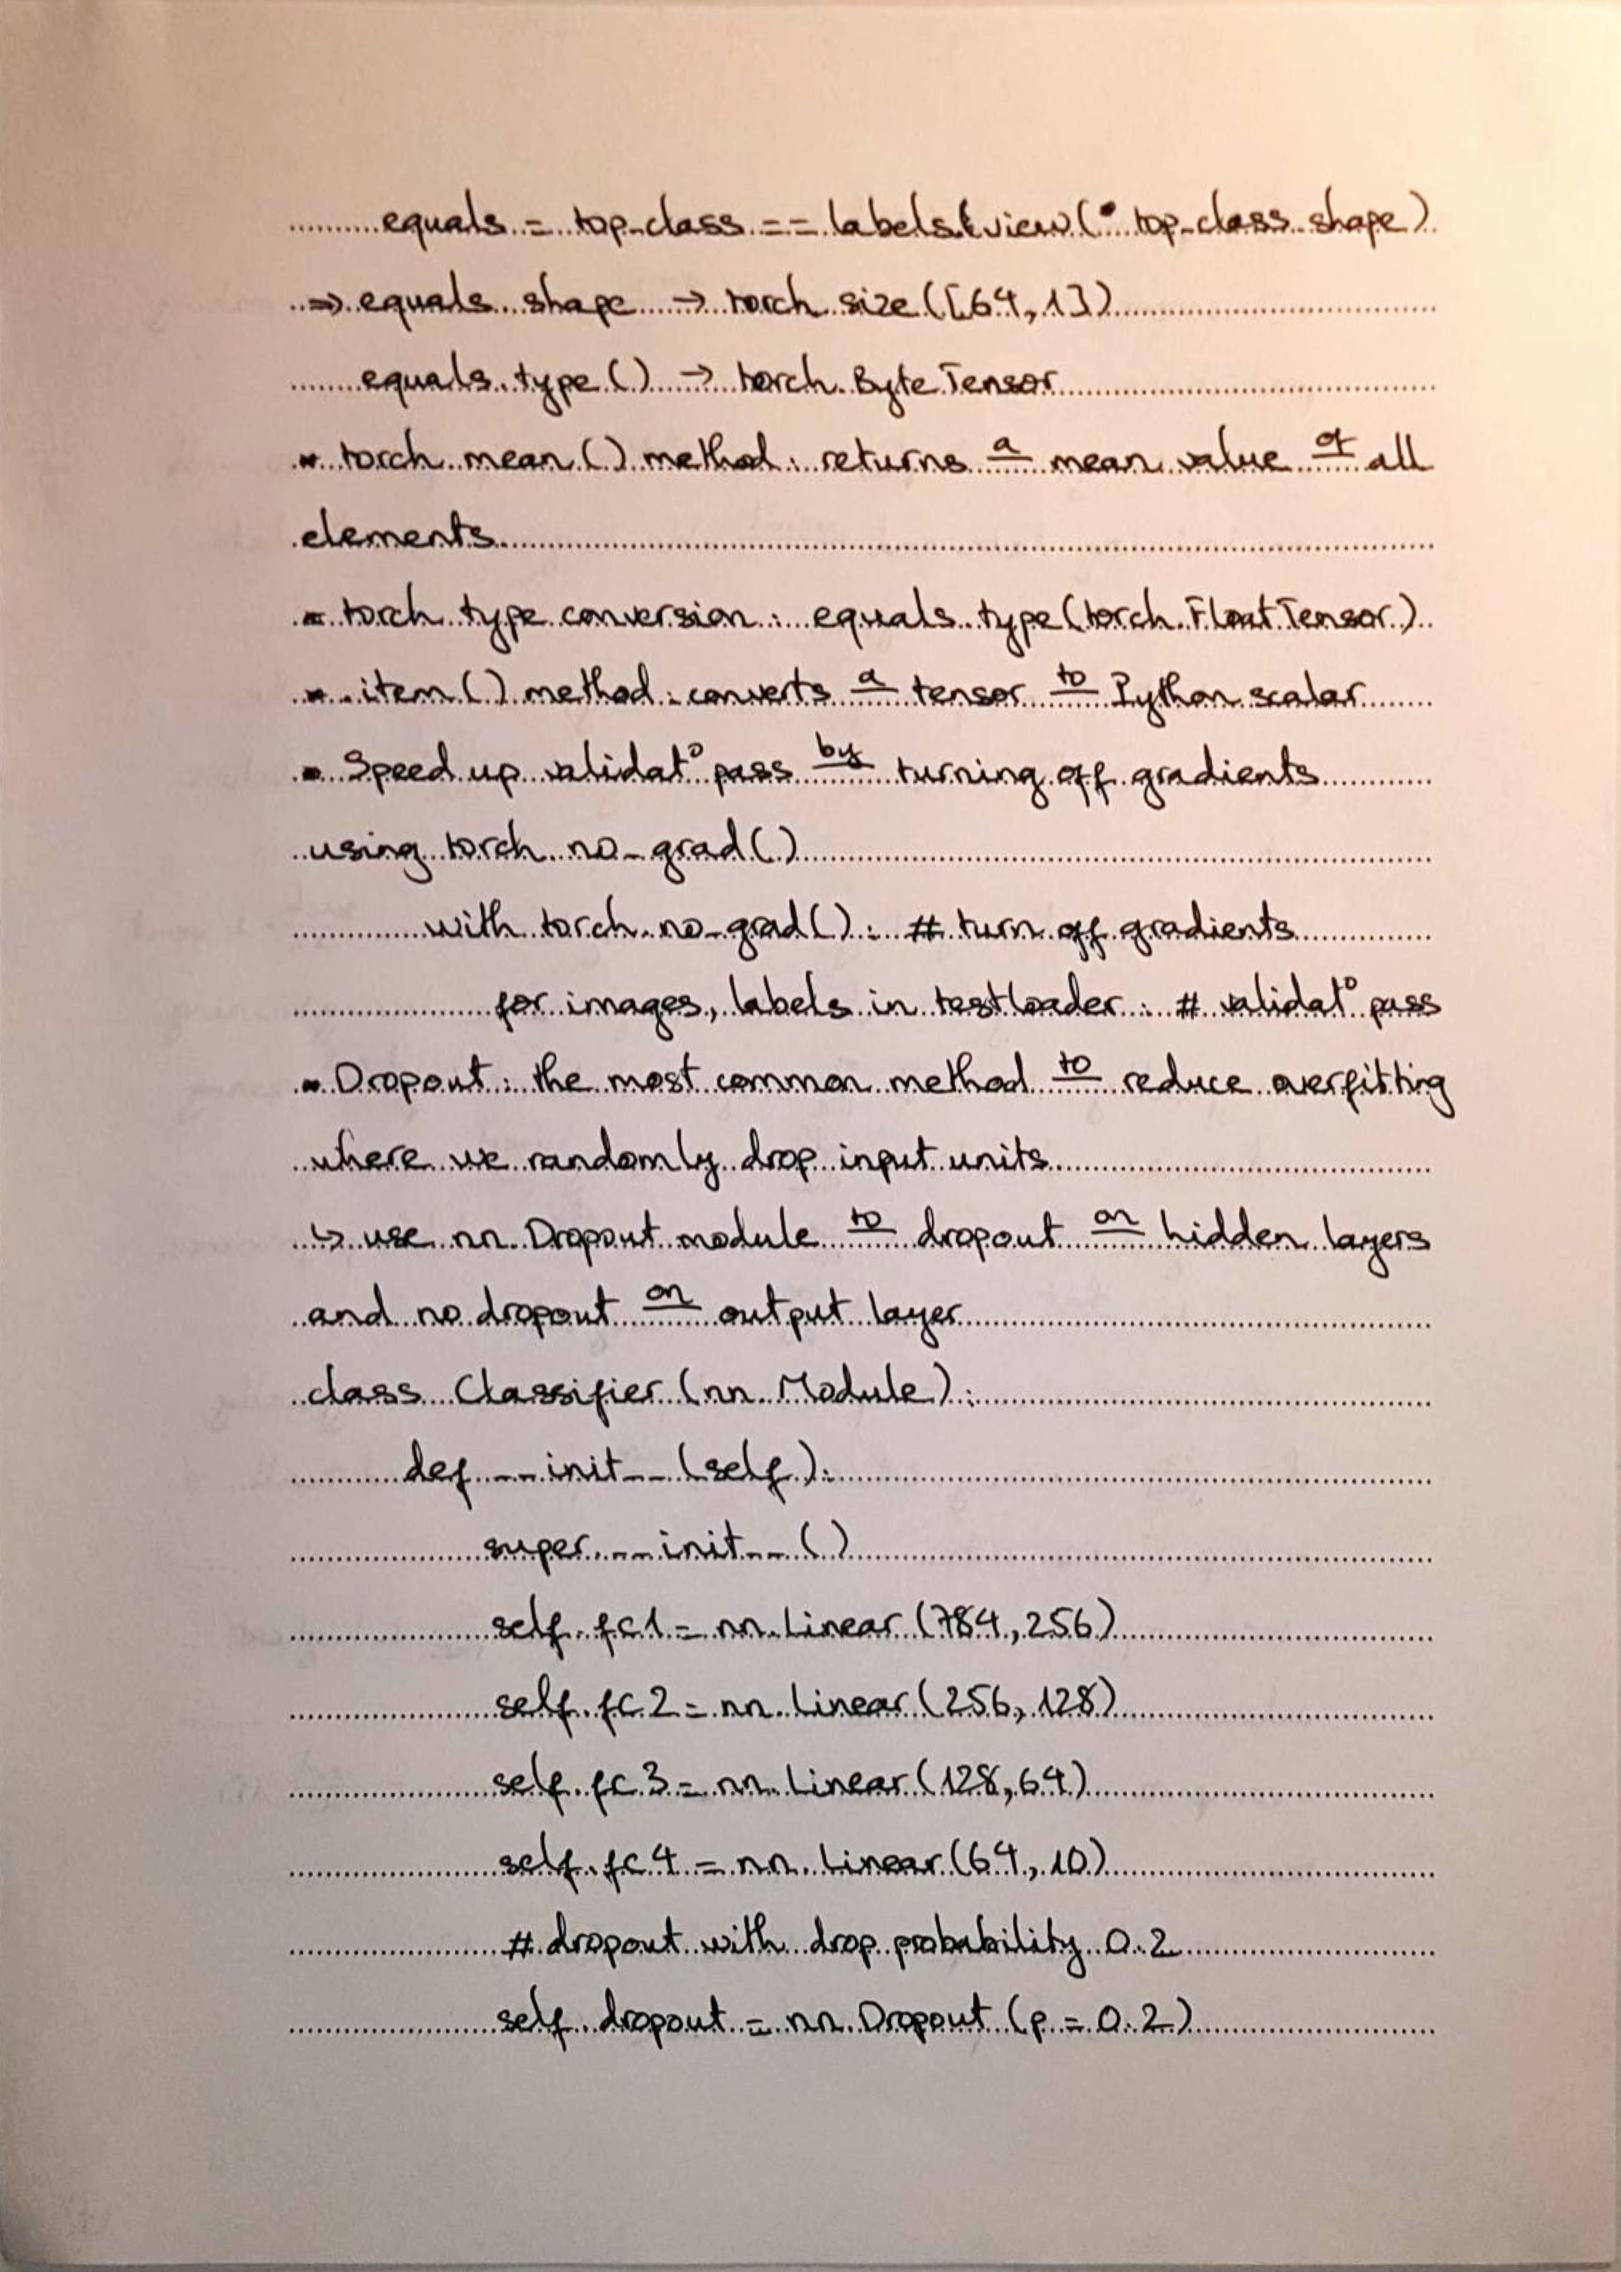 equals = top_class == labels.view(* top_class.shape)
⇒ equals.shape → torch.size([64,1])
equals.type() → torch.ByteTensor
* torch.mean() method: returns a mean value of all
elements
* torch type conversion: equals.type(torch.FloatTensor)
* .item() method: converts a tensor to Python scalar
* Speed up validat° pass by turning off gradients
using torch.no_grad()
with torch.no_grad(): # turn off gradients
for images, labels in testloader: # validat° pass
* Dropout: the most common method to reduce overfitting
where we randomly drop input units
↳ use nn.Dropout module to dropout on hidden layers
and no dropout on output layer
class Classifier(nn.Module):
def __init__(self):
super.__init__()
self.fc1 = nn.Linear(784,256)
self.fc2 = nn.Linear(256,128)
self.fc3 = nn.Linear(128,64)
self.fc4 = nn.Linear(64,10)
# dropout with drop probability 0.2
self.dropout = nn.Dropout(p = 0.2)